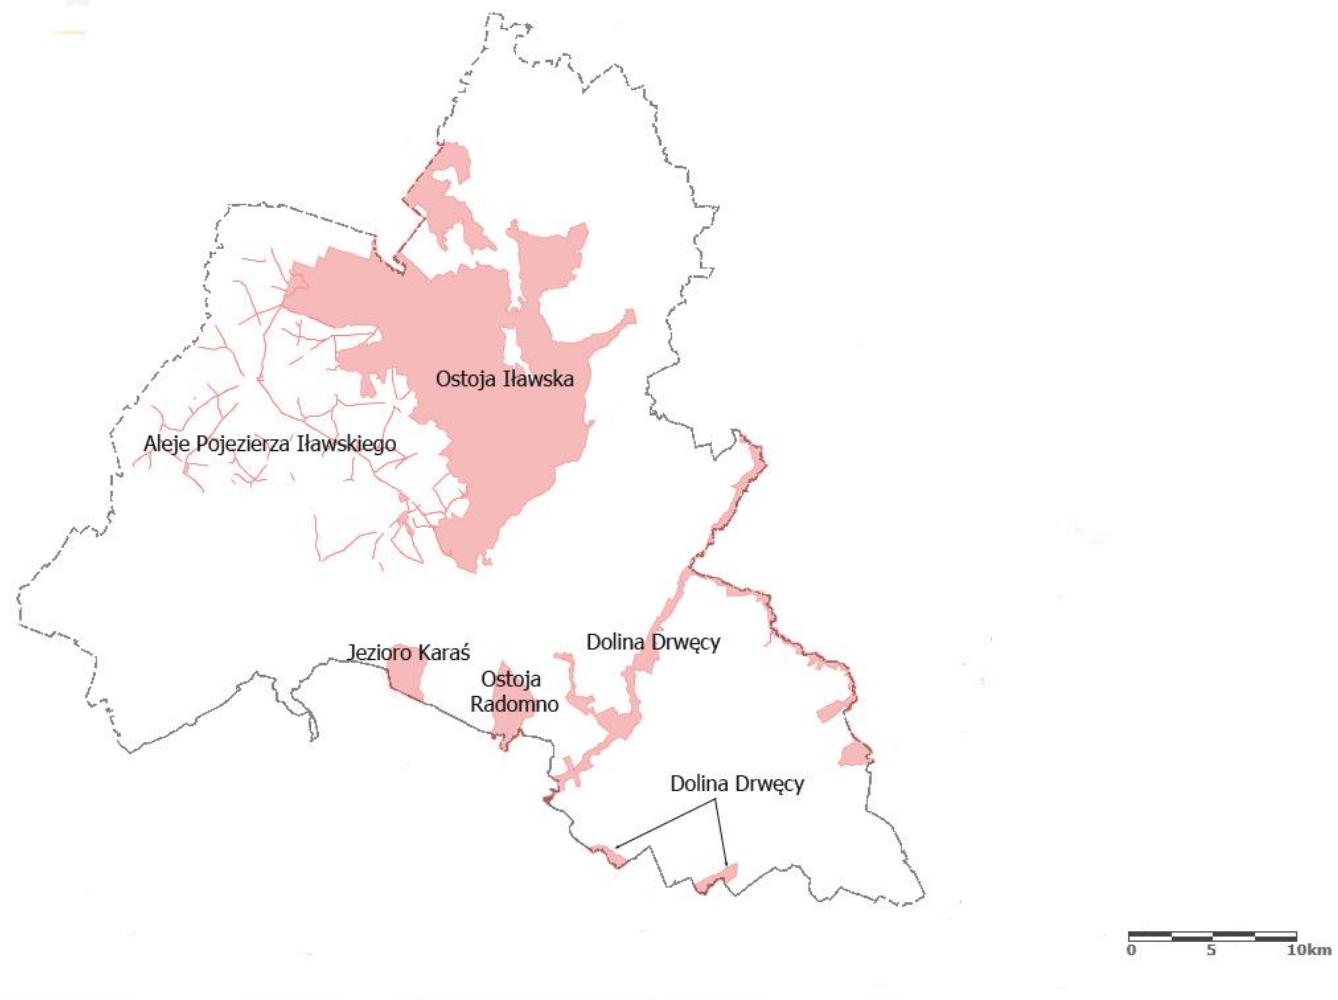 Ostoja Iławska
Aleje Pojezierza Iławskiego
Dolina Drwęcy
Jezioro Karaś
Ostoja
Radomno
Dolina Drwęcy
0 5 10km